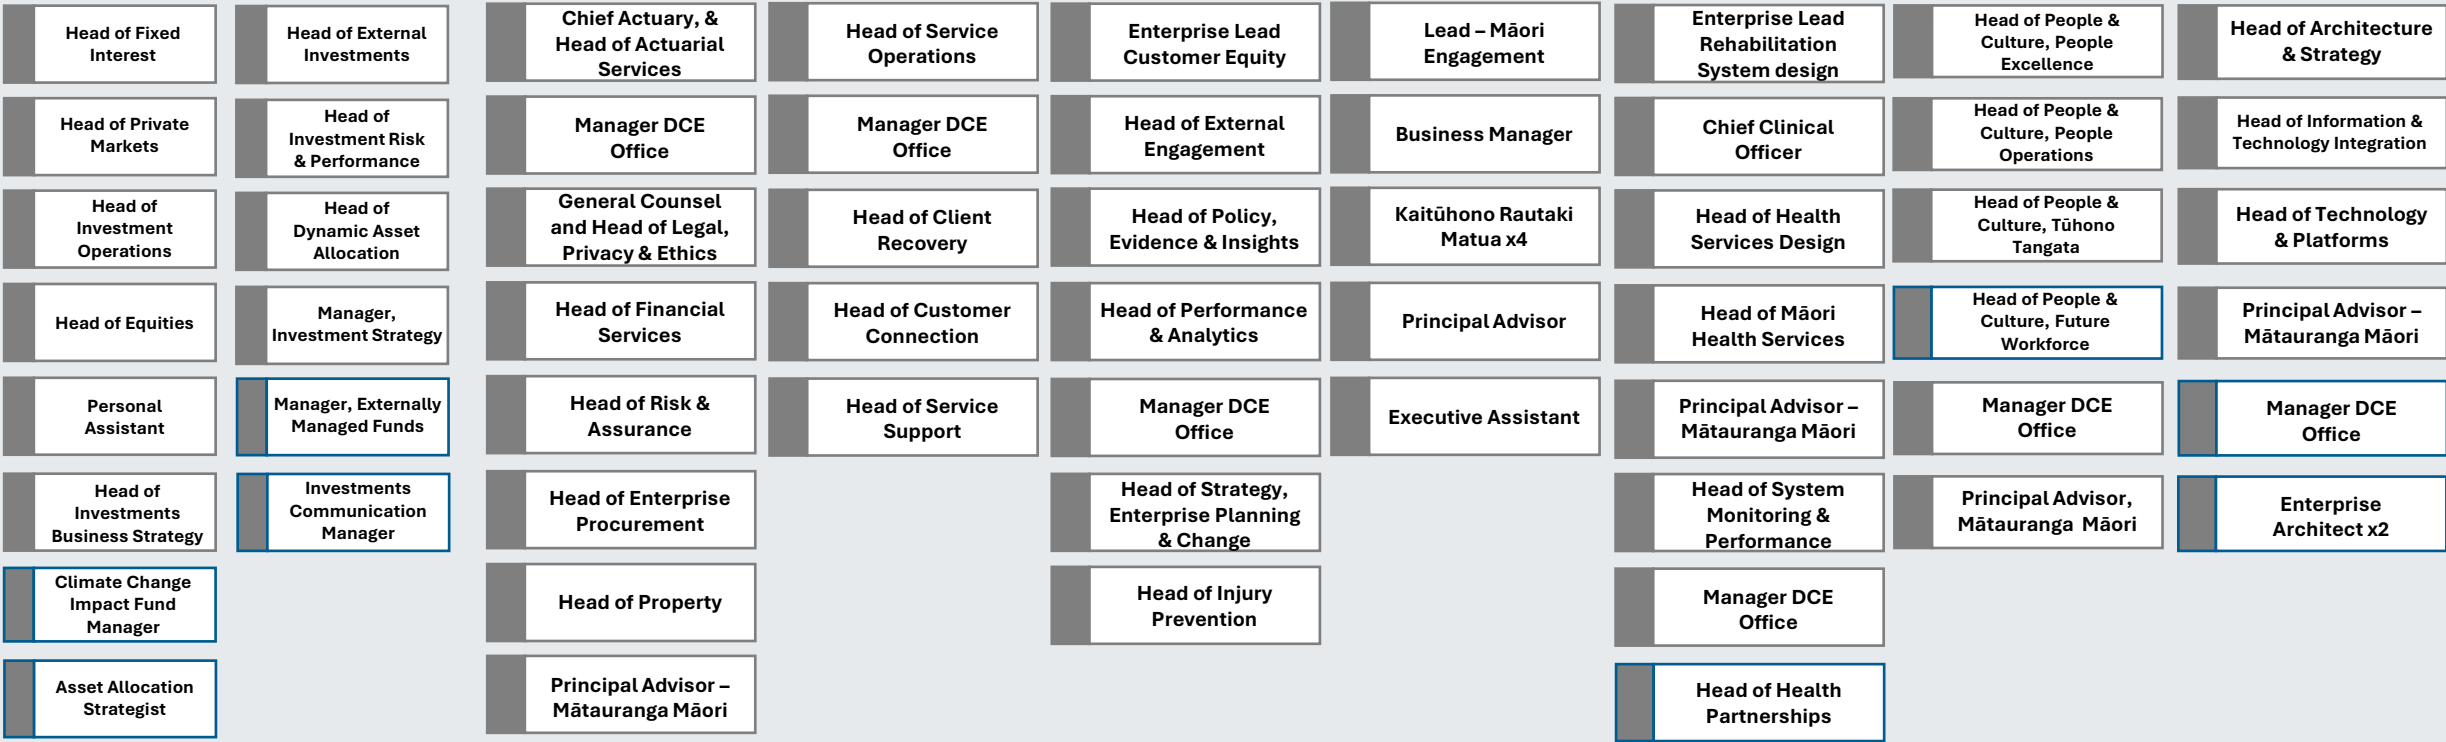 Head of Fixed
Interest
Head of Private
Markets
Head of
Investment
Operations
Head of Equities
Personal
Assistant
Head of
Investments
Business Strategy
Climate Change
Impact Fund
Manager
Asset Allocation
Strategist
Head of External
Investments
Head of
Investment Risk
& Performance
Head of
Dynamic Asset
Allocation
Manager,
Investment Strategy
Manager, Externally
Managed Funds
Investments
Communication
Manager
Chief Actuary, &
Head of Actuarial
Services
Manager DCE
Office
General Counsel
and Head of Legal,
Privacy & Ethics
Head of Financial
Services
Head of Risk &
Assurance
Head of Enterprise
Procurement
Head of Property
Principal Advisor –
Mātauranga Māori
Head of Service
Operations
Manager DCE
Office
Head of Client
Recovery
Head of Customer
Connection
Head of Service
Support
Enterprise Lead
Customer Equity
Head of External
Engagement
Head of Policy,
Evidence & Insights
Head of Performance
& Analytics
Manager DCE
Office
Head of Strategy,
Enterprise Planning
& Change
Head of Injury
Prevention
Lead – Māori
Engagement
Business Manager
Kaitūhono Rautaki
Matua x4
Principal Advisor
Executive Assistant
Enterprise Lead
Rehabilitation
System design
Chief Clinical
Officer
Head of Health
Services Design
Head of Māori
Health Services
Principal Advisor –
Mātauranga Māori
Head of System
Monitoring &
Performance
Manager DCE
Office
Head of Health
Partnerships
Head of People &
Culture, People
Excellence
Head of People &
Culture, People
Operations
Head of People &
Culture, Tūhono
Tangata
Head of People &
Culture, Future
Workforce
Manager DCE
Office
Principal Advisor,
Mātauranga Māori
Head of Architecture
& Strategy
Head of Information &
Technology Integration
Head of Technology
& Platforms
Principal Advisor –
Mātauranga Māori
Manager DCE
Office
Enterprise
Architect x2